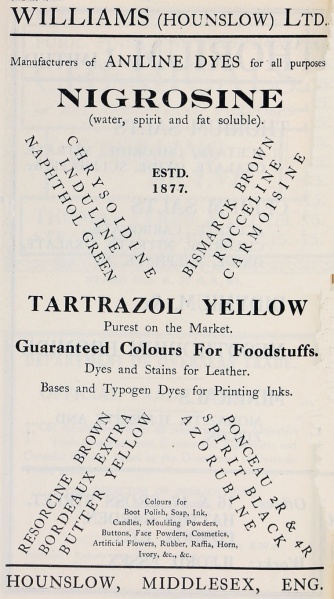 WILLIAMS (HOUNSLOW) LTD.
Manufacturers of ANILINE DYES for all purposes
NIGROSINE
(water, spirit and fat soluble).
CHRYSOIDINE
INDULINE
NAPHTHOL GREEN
ESTD.
1877.
BISMARCK BROWN
ROCCELINE
CARMOISINE
TARTRAZOL YELLOW
Purest on the Market.
Guaranteed Colours For Foodstuffs.
Dyes and Stains for Leather.
Bases and Typogen Dyes for Printing Inks.
RESORCINE BROWN
BORDEAUX EXTRA
BUTTER YELLOW
PONCEAU 2R & 4R
SPIRIT BLACK
AZORUBINE
Colours for
Boot Polish, Soap, Ink,
Candles, Moulding Powders,
Buttons, Face Powders, Cosmetics,
Artificial Flowers, Rubber, Raffia, Horn,
Ivory, &c., &c.
HOUNSLOW, MIDDLESEX, ENG.